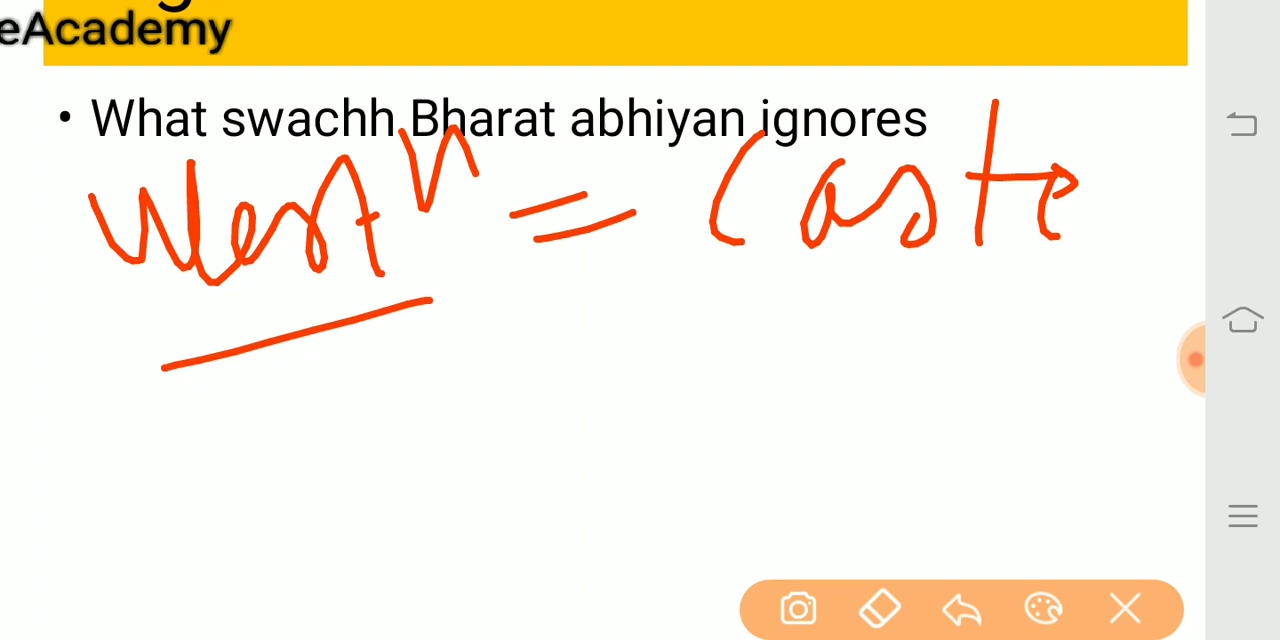 eAcademy
• What swachh Bharat abhiyan ignores
= Caste